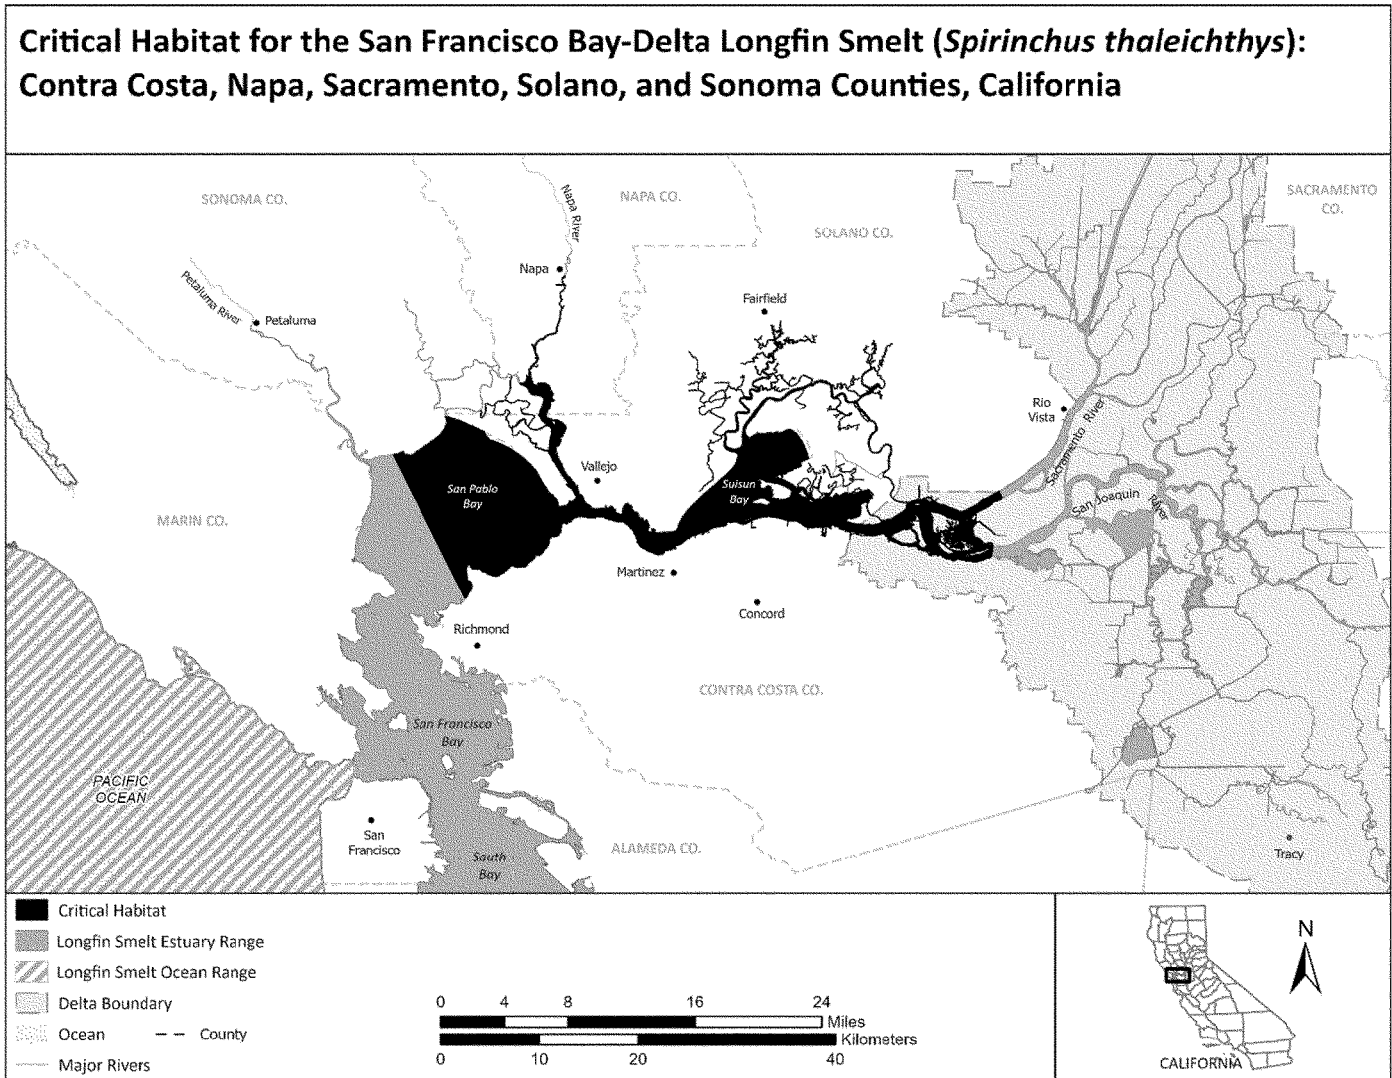 Critical Habitat for the San Francisco Bay-Delta Longfin Smelt (Spirinchus thaleichthys):
Contra Costa, Napa, Sacramento, Solano, and Sonoma Counties, California
SONOMA CO.
Napa River
NAPA CO.
SOLANO CO.
SACRAMENTO
CO.
Napa
Petaluma River
Petaluma
Fairfield
Rio
Vista
Sacramento River
San Joaquin River
Vallejo
San Pablo
Bay
Suisun
Bay
MARIN CO.
Martinez
Concord
Richmond
CONTRA COSTA CO.
San Francisco
Bay
PACIFIC
OCEAN
San
Francisco
South
Bay
ALAMEDA CO.
Tracy
Critical Habitat
Longfin Smelt Estuary Range
Longfin Smelt Ocean Range
Delta Boundary
Ocean
County
Major Rivers
0 4 8 16 24
Miles
Kilometers
0 10 20 40
N
CALIFORNIA